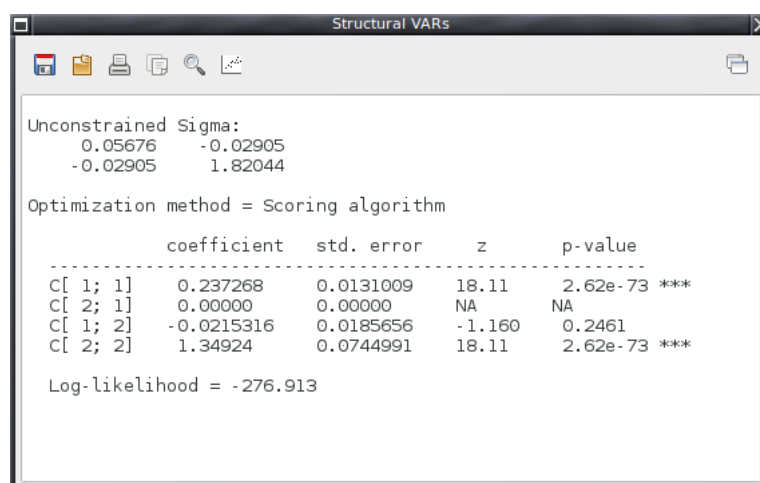 Structural VARs
Unconstrained Sigma:
0.05676 -0.02905
-0.02905 1.82044
Optimization method = Scoring algorithm
coefficient std. error z p-value
---------------------------------------------------------
C[ 1; 1] 0.237268 0.0131009 18.11 2.62e-73 ***
C[ 2; 1] 0.00000 0.00000 NA NA
C[ 1; 2] -0.0215316 0.0185656 -1.160 0.2461
C[ 2; 2] 1.34924 0.0744991 18.11 2.62e-73 ***
Log-likelihood = -276.913